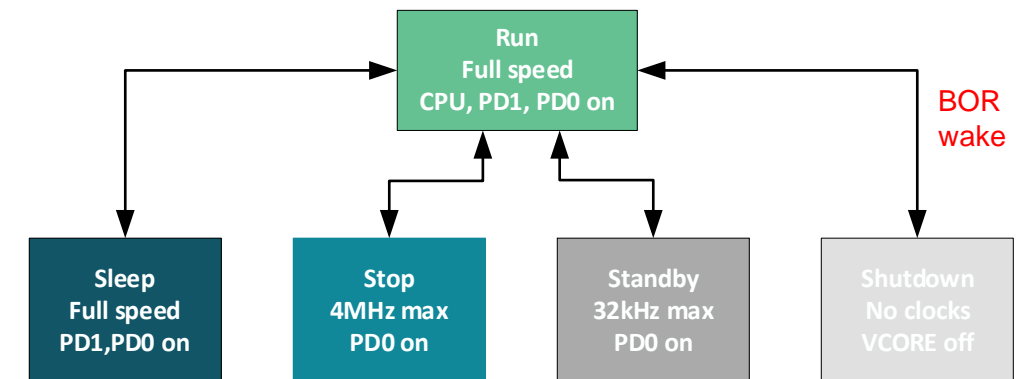 Run
Full speed
CPU, PD1, PD0 on
BOR
wake
Sleep
Full speed
PD1,PD0 on
Stop
4MHz max
PD0 on
Standby
32kHz max
PD0 on
Shutdown
No clocks
VCORE off